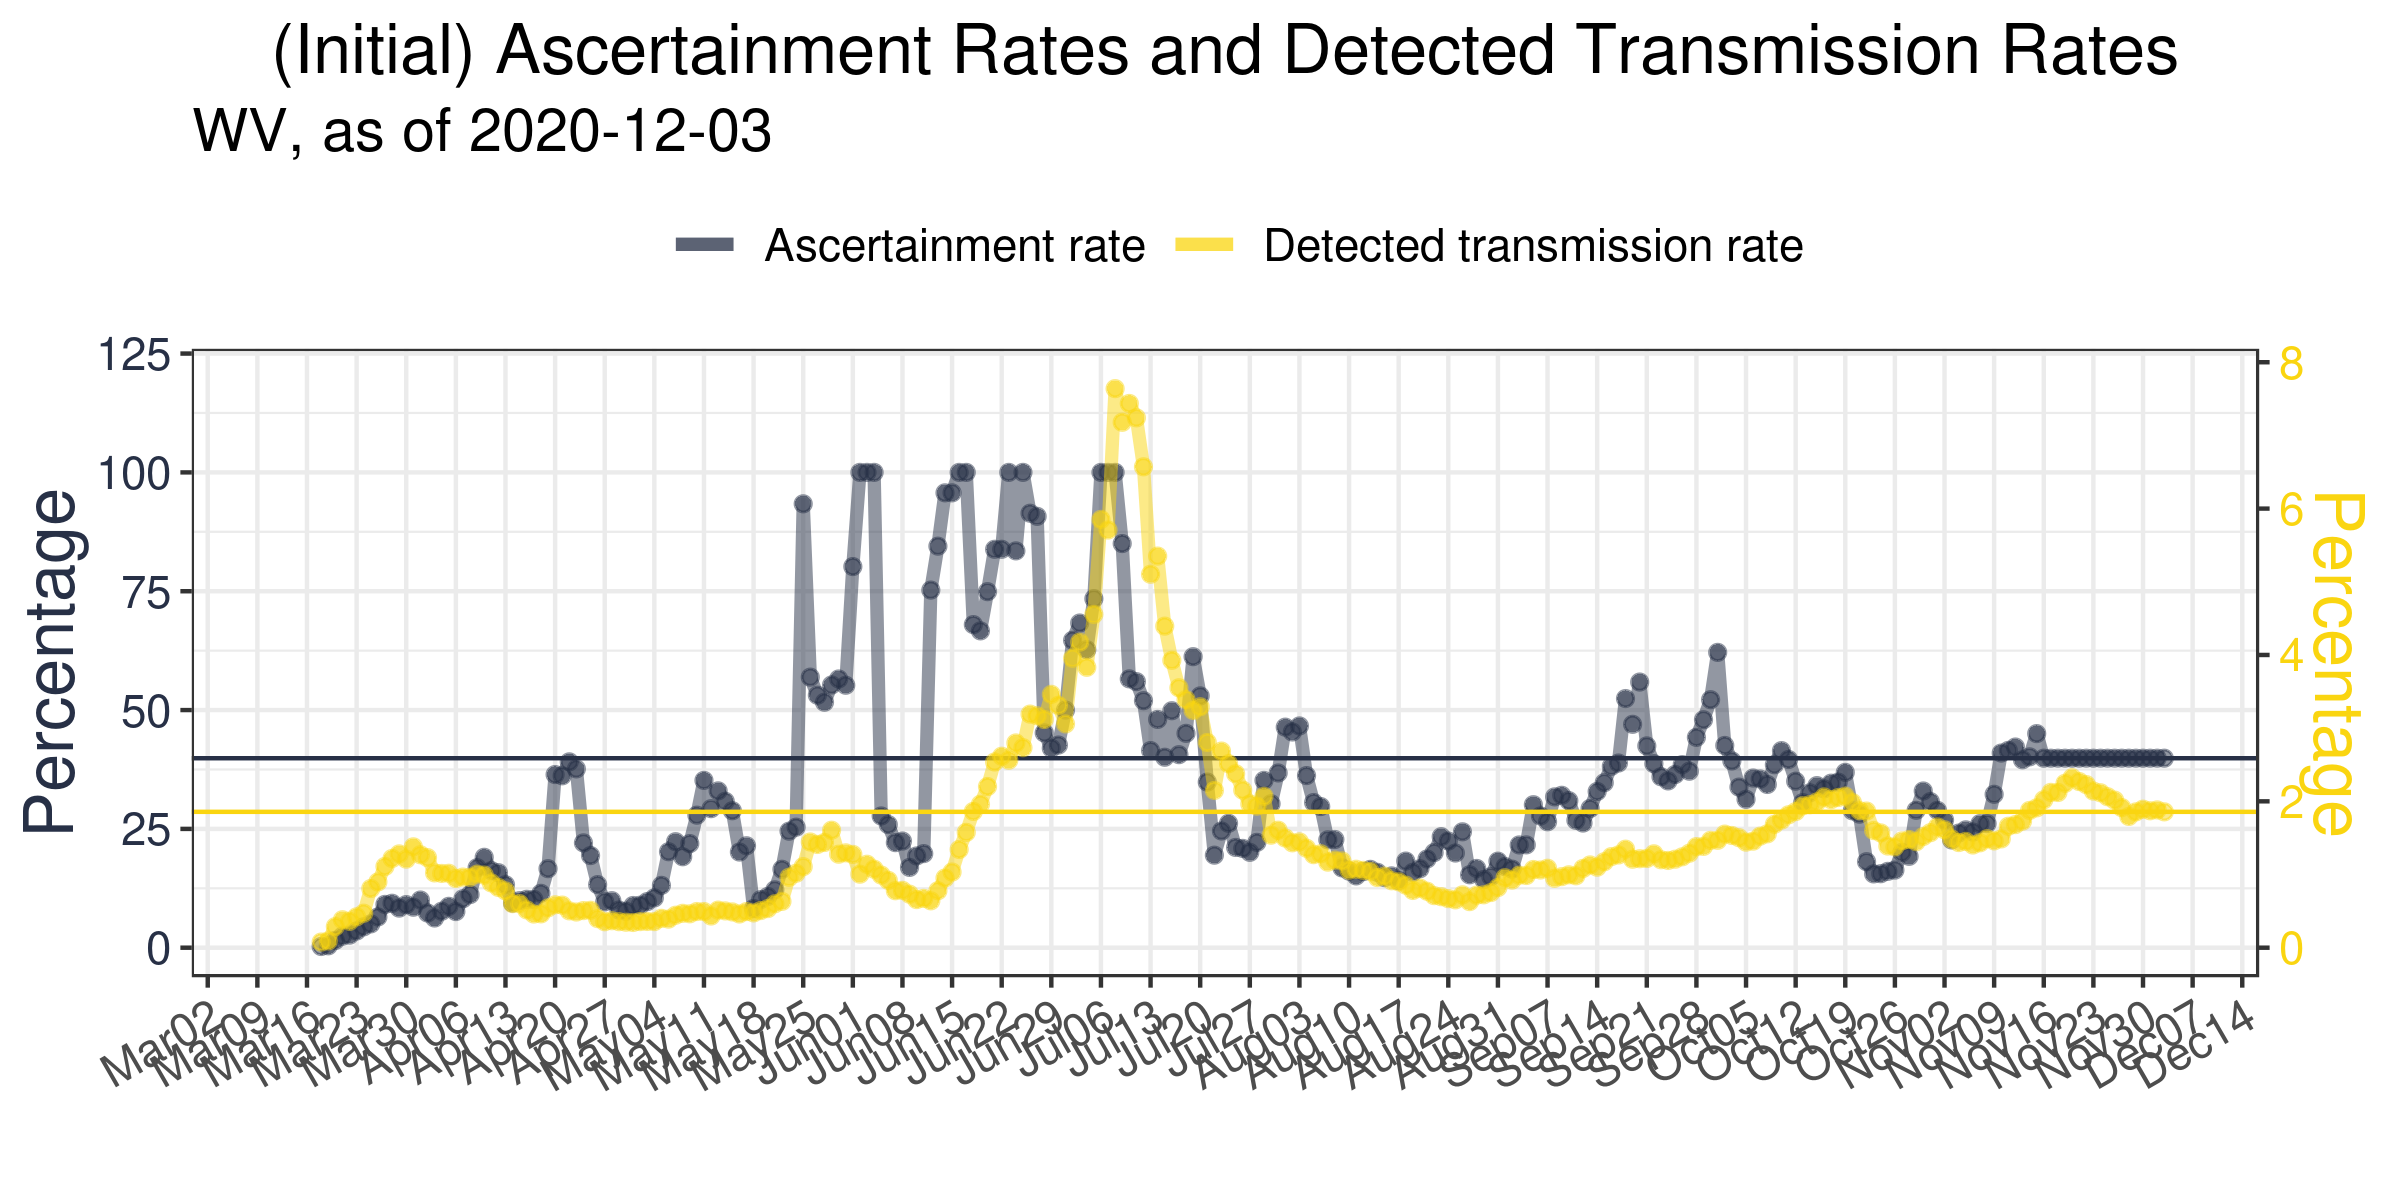 (Initial) Ascertainment Rates and Detected Transmission Rates
WV, as of 2020-12-03
Ascertainment rate
Detected transmission rate
125
100
75
50
25
0
Percentage
8
6
4
2
0
Percentage
Mar02
Mar09
Mar16
Mar23
Mar30
Apr06
Apr13
Apr20
Apr27
May04
May11
May18
May25
Jun01
Jun08
Jun15
Jun22
Jun29
Jul06
Jul13
Jul20
Jul27
Aug03
Aug10
Aug17
Aug24
Aug31
Sep07
Sep14
Sep21
Sep28
Oct05
Oct12
Oct19
Oct26
Nov02
Nov09
Nov16
Nov23
Nov30
Dec07
Dec14